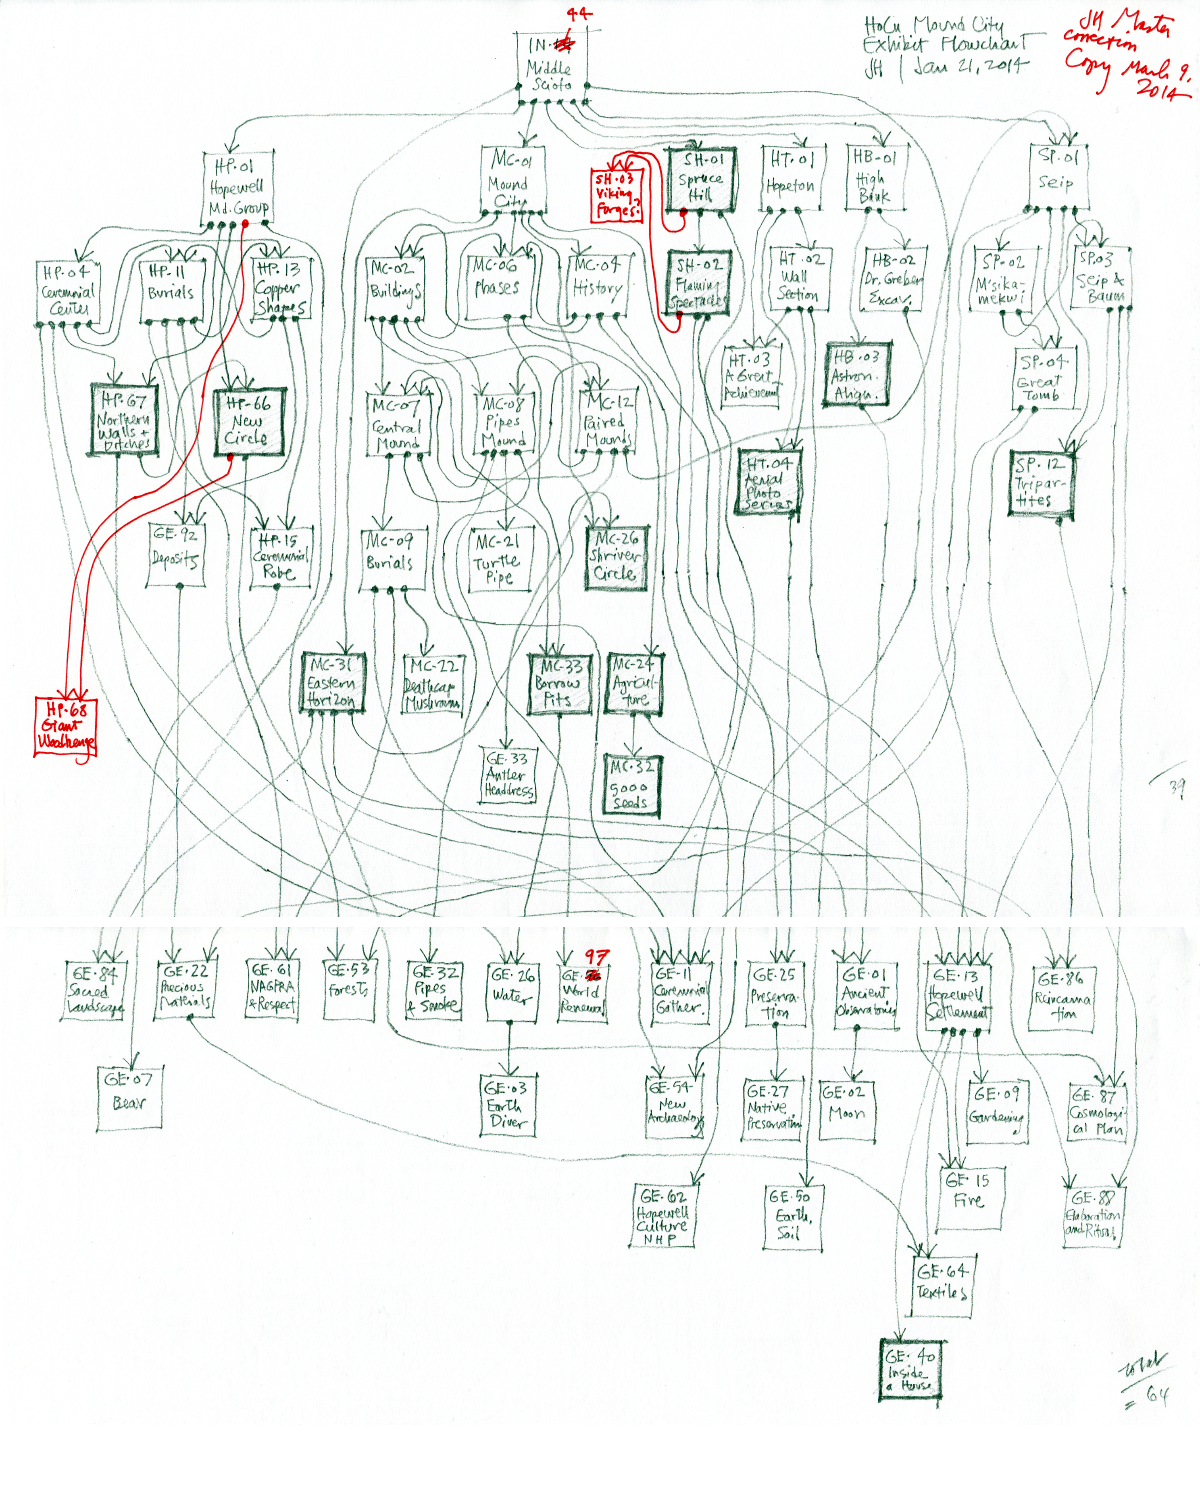 44
IN-
Middle
Scioto
HoCu Mound City
Exhibit Flowchart
JH | Jan 21, 2014
JH Master
correction
Copy March 9,
2014
HP-01
Hopewell
Md. Group
MC-01
Mound
City
SH-03
Viking
Forges?
SH-01
Spruce
Hill
HT-01
Hopeton
HB-01
High
Bank
SP-01
Seip
HP-04
Ceremonial
Center
HP-11
Burials
HP-13
Copper
Shapes
MC-02
Buildings
MC-06
Phases
MC-04
History
SH-02
Flaming
Spectacles
HT-02
Wall
Section
HB-02
Dr. Greber
Excav.
SP-02
M'sika-
mekwi
SP-03
Seip &
Baum
HP-67
Northern
Walls +
Ditches
HP-66
New
Circle
MC-07
Central
Mound
MC-08
Pipes
Mound
MC-12
Paired
Mounds
HT-03
A Great
Achievement
HB-03
Astron.
Align.
SP-04
Great
Tomb
HT-04
Aerial
Photo
Series
SP-12
Tripar-
tites
GE-92
Deposits
HP-15
Ceremonial
Robe
MC-09
Burials
MC-21
Turtle
Pipe
MC-26
Shriver
Circle
MC-31
Eastern
Horizon
MC-22
Deathcap
Mushroom
MC-33
Borrow
Pits
MC-24
Agricul-
ture
HP-68
Giant
Woodhenge
GE-33
Antler
Headdress
MC-32
5000
Seeds
39
97
GE-84
Sacred
Landscape
GE-22
Precious
Materials
GE-61
NAGPRA
& Respect
GE-53
Forests
GE-32
Pipes
& Smoke
GE-26
Water
GE-
World
Renewal
GE-11
Ceremonial
Gather.
GE-25
Preserva-
tion
GE-01
Ancient
Observatories
GE-13
Hopewell
Settlement
GE-86
Reincarna
tion
GE-07
Bear
GE-03
Earth
Diver
GE-54
New
Archaeology
GE-27
Native
Preservation
GE-02
Moon
GE-09
Gardening
GE-87
Cosmologi-
cal Plan
GE-62
Hopewell
Culture
NHP
GE-50
Earth,
Soil
GE-15
Fire
GE-88
Elaboration
and Ritual
GE-64
Textiles
GE-40
Inside
a House
total
= 64